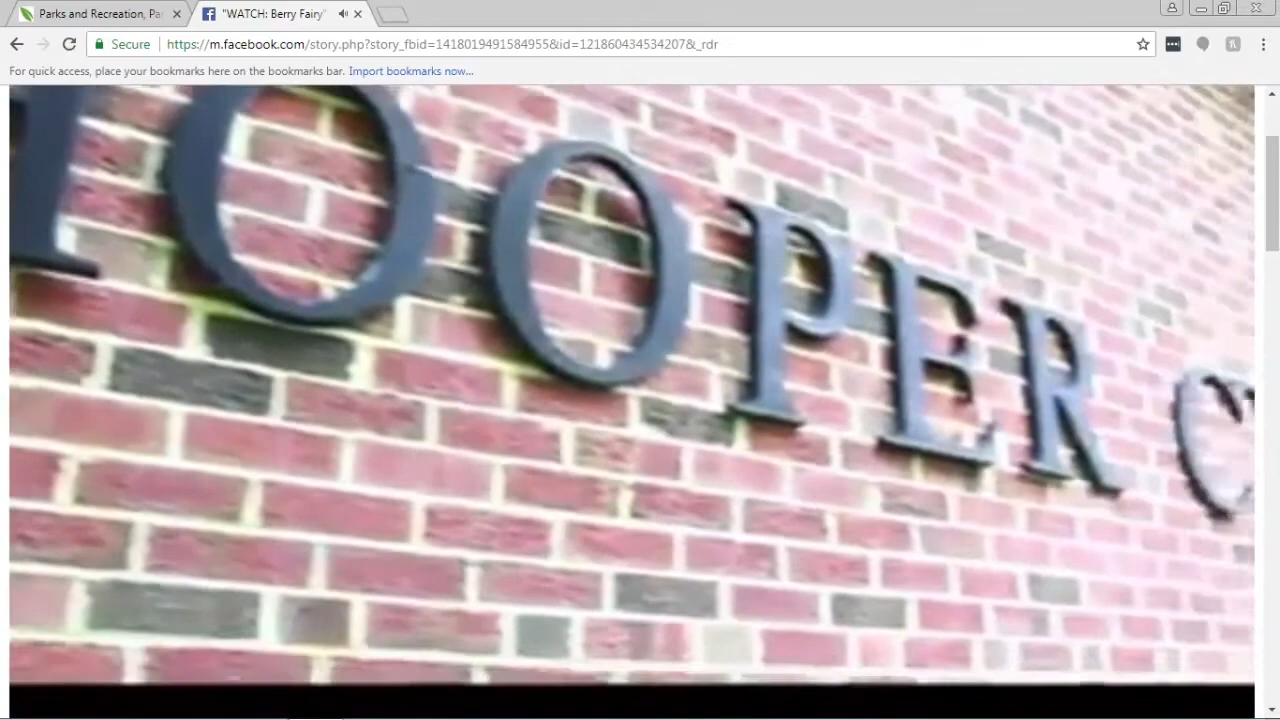 Parks and Recreation, Pa
"WATCH: Berry Fairy"
Secure
https://m.facebook.com/story.php?story_fbid=1418019491584955&id=121860434534207&_rdr
For quick access, place your bookmarks here on the bookmarks bar. Import bookmarks now...
HOOPER C